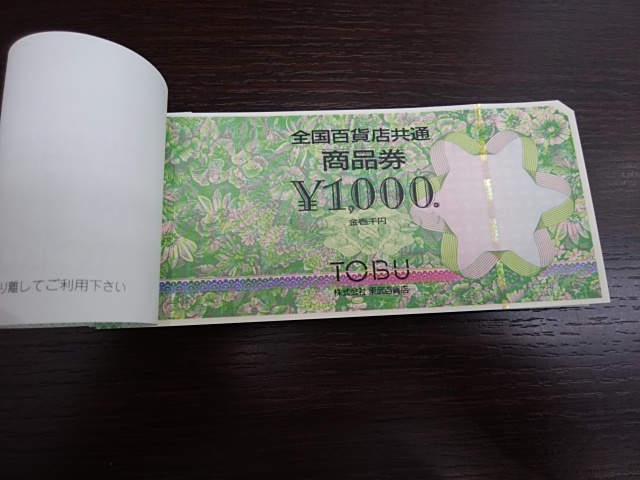 全国百貨店共通
商品券
¥1,000
金壱千円
TOBU
株式会社 東武百貨店
り離してご利用下さい